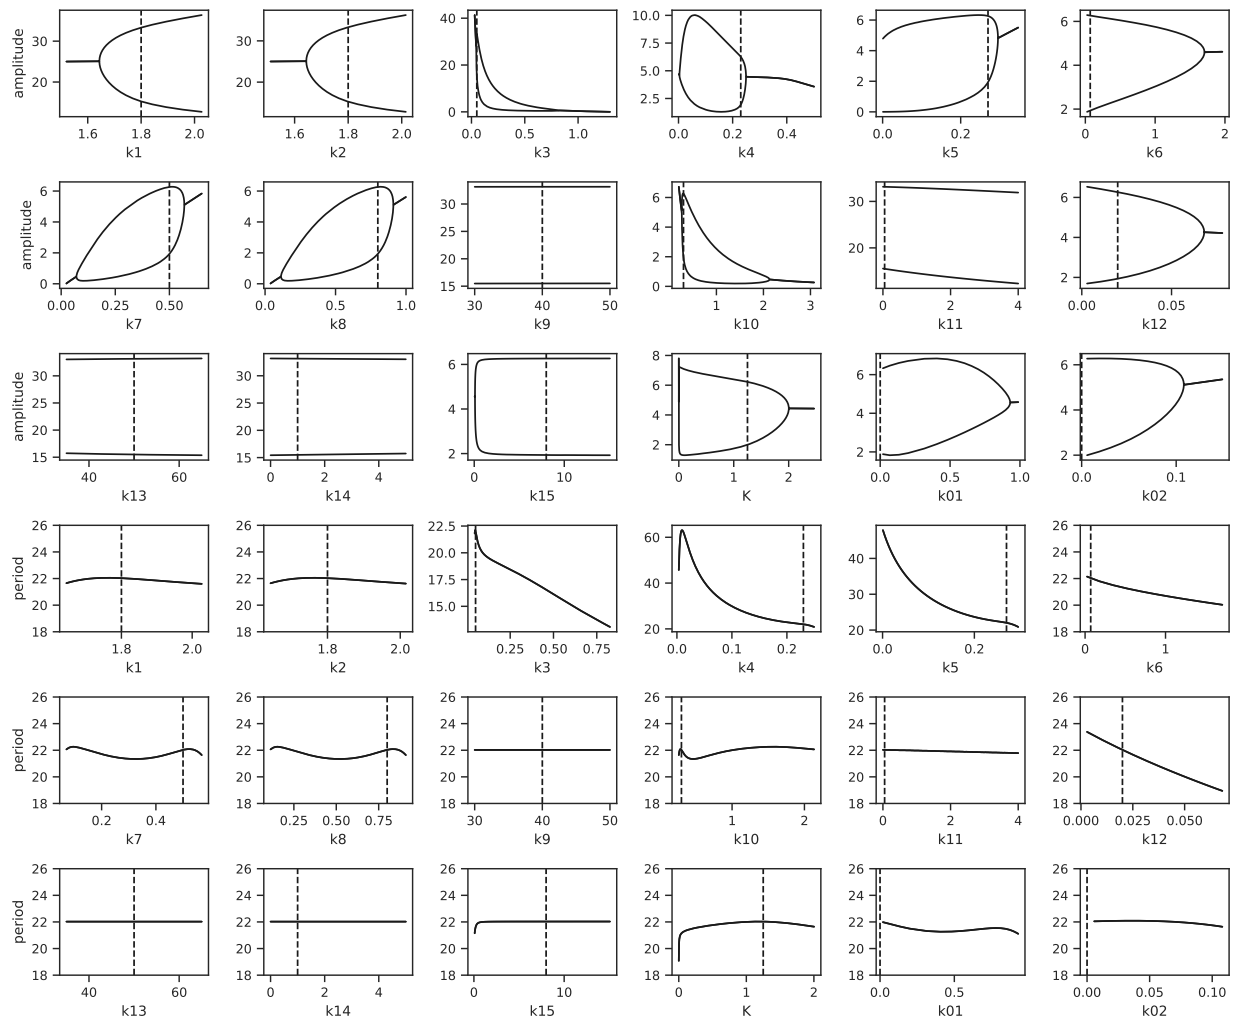 amplitude
20 30
1.6 1.8 2.0
k1
20 30
1.6 1.8 2.0
k2
0 10 20 30 40
0.0 0.5 1.0
k3
2.5 5.0 7.5 10.0
0.0 0.2 0.4
k4
0 2 4 6
0.0 0.2
k5
2 4 6
0 1 2
k6
amplitude
0 2 4 6
0.00 0.25 0.50
k7
0 2 4 6
0.0 0.5 1.0
k8
15 20 25 30
30 40 50
k9
0 2 4 6
1 2 3
k10
20 30
0 2 4
k11
2 4 6
0.00 0.05
k12
amplitude
15 20 25 30
40 60
k13
15 20 25 30
0 2 4
k14
2 4 6
0 10
k15
2 4 6 8
0 1 2
K
2 4 6
0.0 0.5 1.0
k01
2 4 6
0.0 0.1
k02
period
18 20 22 24 26
1.8 2.0
k1
18 20 22 24 26
1.8 2.0
k2
15.0 17.5 20.0 22.5
0.25 0.50 0.75
k3
20 40 60
0.0 0.1 0.2
k4
20 30 40
0.0 0.2
k5
18 20 22 24 26
0 1
k6
period
18 20 22 24 26
0.2 0.4
k7
18 20 22 24 26
0.25 0.50 0.75
k8
18 20 22 24 26
30 40 50
k9
18 20 22 24 26
1 2
k10
18 20 22 24 26
0 2 4
k11
18 20 22 24 26
0.000 0.025 0.050
k12
period
18 20 22 24 26
40 60
k13
18 20 22 24 26
0 2 4
k14
18 20 22 24 26
0 10
k15
18 20 22 24 26
0 1 2
K
18 20 22 24 26
0.0 0.5
k01
18 20 22 24 26
0.00 0.05 0.10
k02